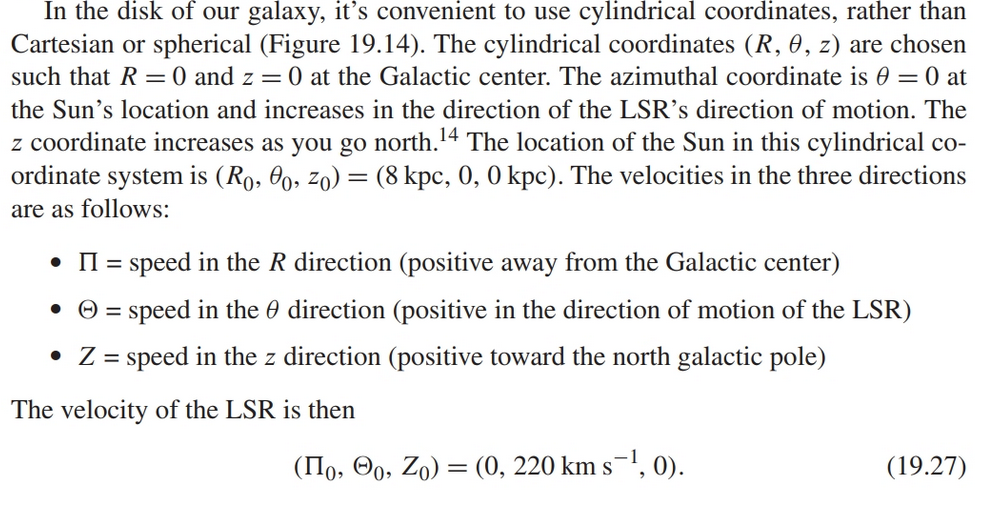 In the disk of our galaxy, it’s convenient to use cylindrical coordinates, rather than
Cartesian or spherical (Figure 19.14). The cylindrical coordinates (R, θ, z) are chosen
such that R = 0 and z = 0 at the Galactic center. The azimuthal coordinate is θ = 0 at
the Sun’s location and increases in the direction of the LSR’s direction of motion. The
z coordinate increases as you go north.¹⁴ The location of the Sun in this cylindrical co-
ordinate system is (R₀, θ₀, z₀) = (8 kpc, 0, 0 kpc). The velocities in the three directions
are as follows:
• Π = speed in the R direction (positive away from the Galactic center)
• Θ = speed in the θ direction (positive in the direction of motion of the LSR)
• Z = speed in the z direction (positive toward the north galactic pole)
The velocity of the LSR is then
(Π₀, Θ₀, Z₀) = (0, 220 km s⁻¹, 0). (19.27)